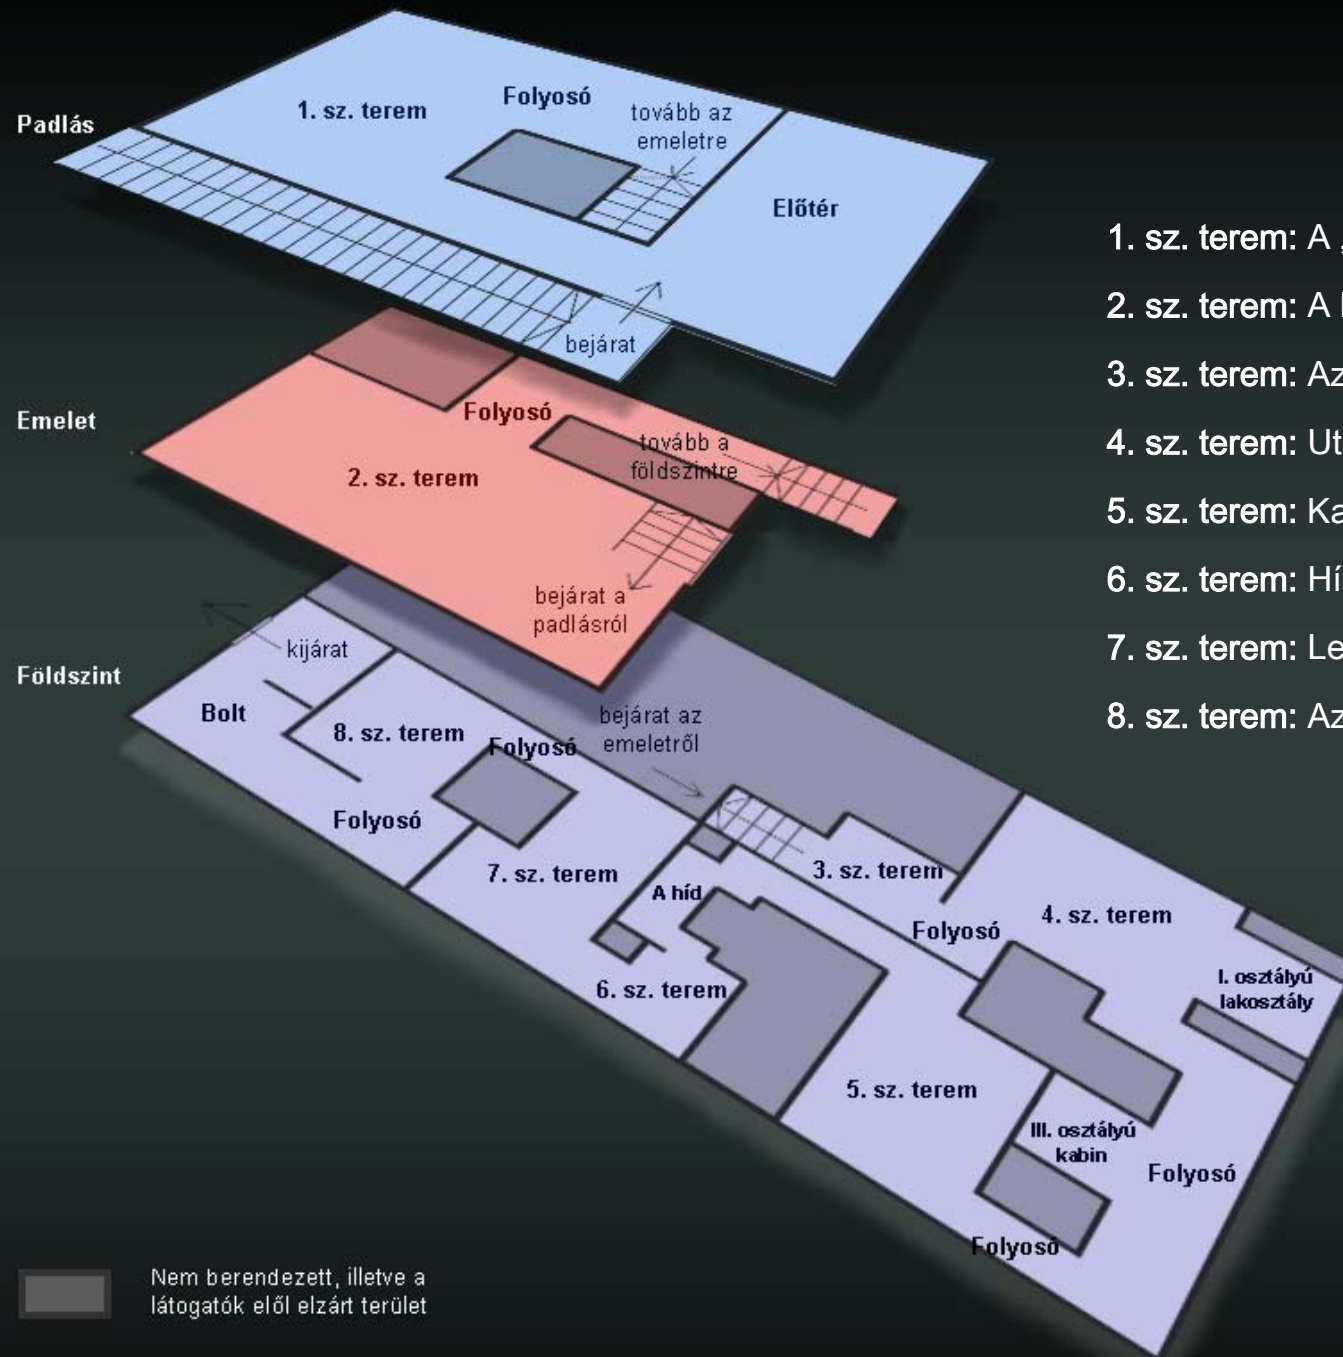 Padlás
1. sz. terem
Folyosó
tovább az
emeletre
Előtér
bejárat
Emelet
Folyosó
tovább a
földszintre
2. sz. terem
bejárat a
padlásról
Földszint
kijárat
Bolt
8. sz. terem
Folyosó
bejárat az
emeletről
Folyosó
7. sz. terem
A híd
3. sz. terem
Folyosó
4. sz. terem
6. sz. terem
I. osztályú
lakosztály
5. sz. terem
III. osztályú
kabin
Folyosó
Folyosó
Nem berendezett, illetve a
látogatók elől elzárt terület
1. sz. terem: A
2. sz. terem: A
3. sz. terem: Az
4. sz. terem: Ut
5. sz. terem: Ka
6. sz. terem: Hí
7. sz. terem: Le
8. sz. terem: Az